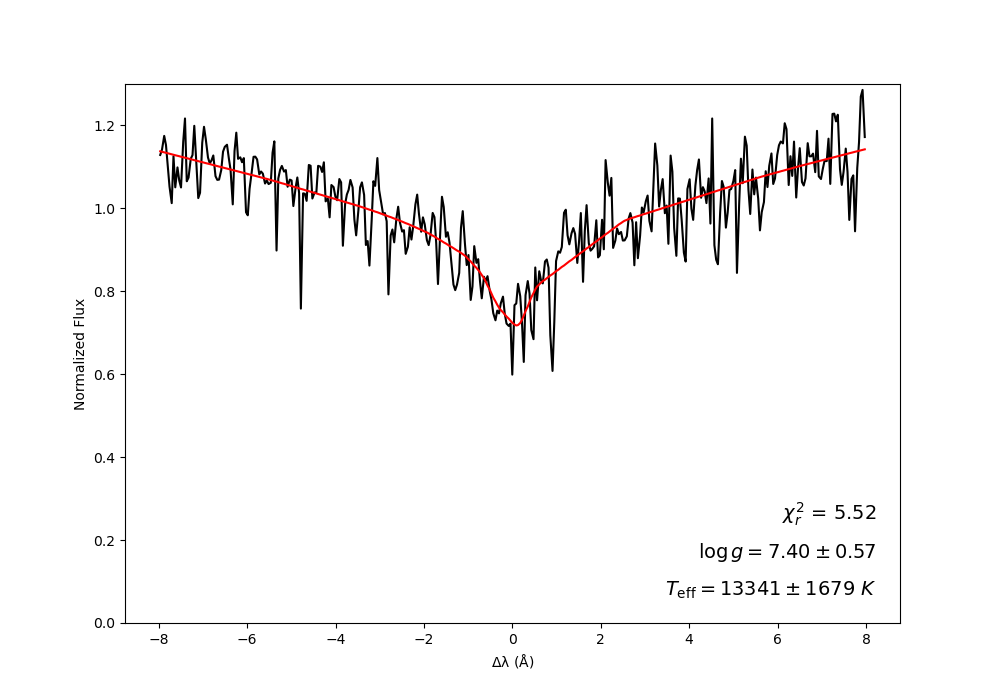 1.2
1.0
0.8
0.6
0.4
0.2
0.0
Normalized Flux
χ²ᵣ = 5.52
log g = 7.40 ± 0.57
T_eff = 13341 ± 1679 K
−8 −6 −4 −2 0 2 4 6 8
Δλ (Å)